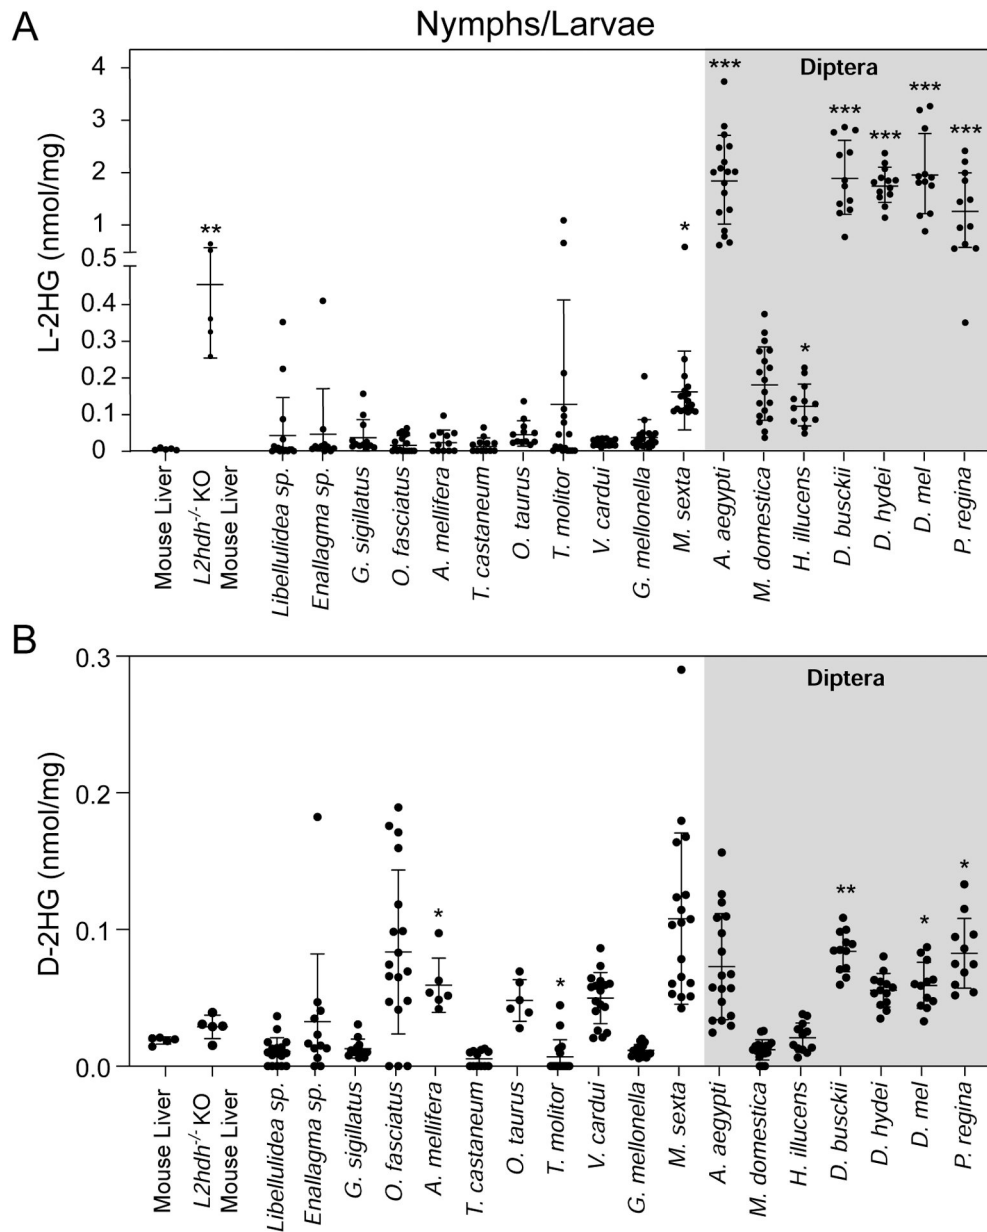 A
Nymphs/Larvae
Diptera
L-2HG (nmol/mg)
4
3
2
1
0.5
0.4
0.3
0.2
0.1
0
**
*
***
*
***
***
***
***
Mouse Liver
L2hdh-/- KO
Mouse Liver
Libellulidea sp.
Enallagma sp.
G. sigillatus
O. fasciatus
A. mellifera
T. castaneum
O. taurus
T. molitor
V. cardui
G. mellonella
M. sexta
A. aegypti
M. domestica
H. illucens
D. busckii
D. hydei
D. mel
P. regina
B
Diptera
D-2HG (nmol/mg)
0.3
0.2
0.1
0.0
*
*
**
*
*
Mouse Liver
L2hdh-/- KO
Mouse Liver
Libellulidea sp.
Enallagma sp.
G. sigillatus
O. fasciatus
A. mellifera
T. castaneum
O. taurus
T. molitor
V. cardui
G. mellonella
M. sexta
A. aegypti
M. domestica
H. illucens
D. busckii
D. hydei
D. mel
P. regina